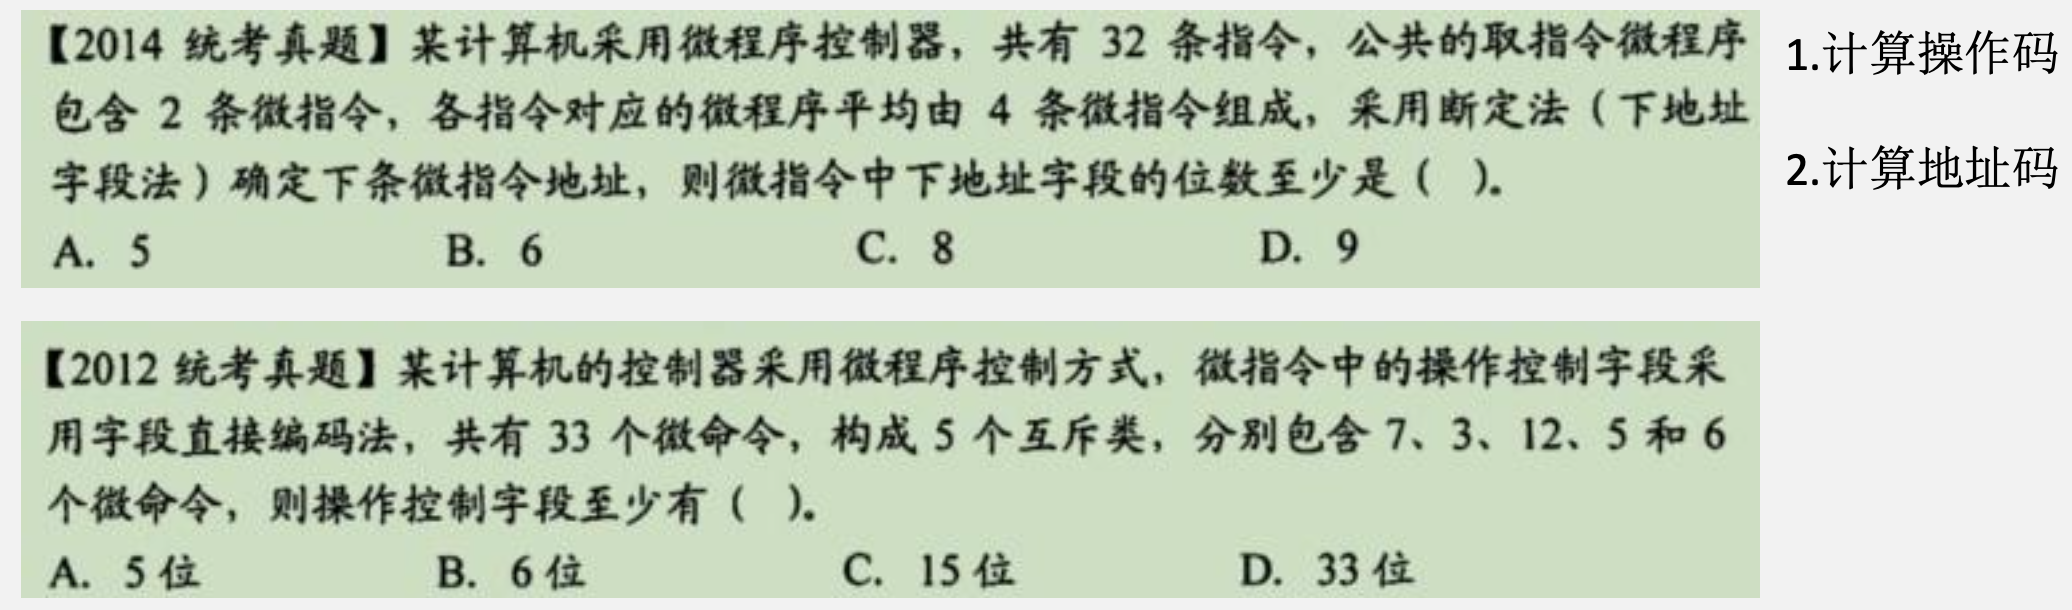 【2014 统考真题】某计算机采用微程序控制器，共有 32 条指令，公共的取指令微程序
包含 2 条微指令，各指令对应的微程序平均由 4 条微指令组成，采用断定法（下地址
字段法）确定下条微指令地址，则微指令中下地址字段的位数至少是（ ）。
A. 5 B. 6 C. 8 D. 9
1.计算操作码
2.计算地址码
【2012 统考真题】某计算机的控制器采用微程序控制方式，微指令中的操作控制字段采
用字段直接编码法，共有 33 个微命令，构成 5 个互斥类，分别包含 7、3、12、5 和 6
个微命令，则操作控制字段至少有（ ）。
A. 5 位 B. 6 位 C. 15 位 D. 33 位